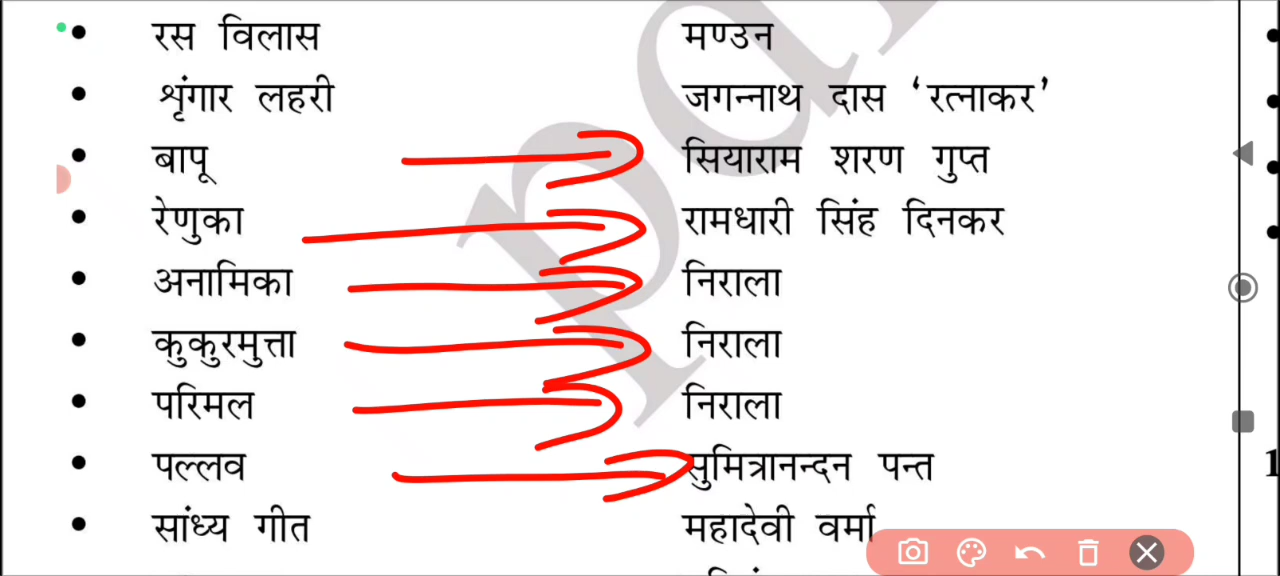 • रस विलास मण्उन
• शृंगार लहरी जगन्नाथ दास ‘रत्नाकर’
• बापू सियाराम शरण गुप्त
• रेणुका रामधारी सिंह दिनकर
• अनामिका निराला
• कुकुरमुत्ता निराला
• परिमल निराला
• पल्लव सुमित्रानन्दन पन्त
• सांध्य गीत महादेवी वर्मा